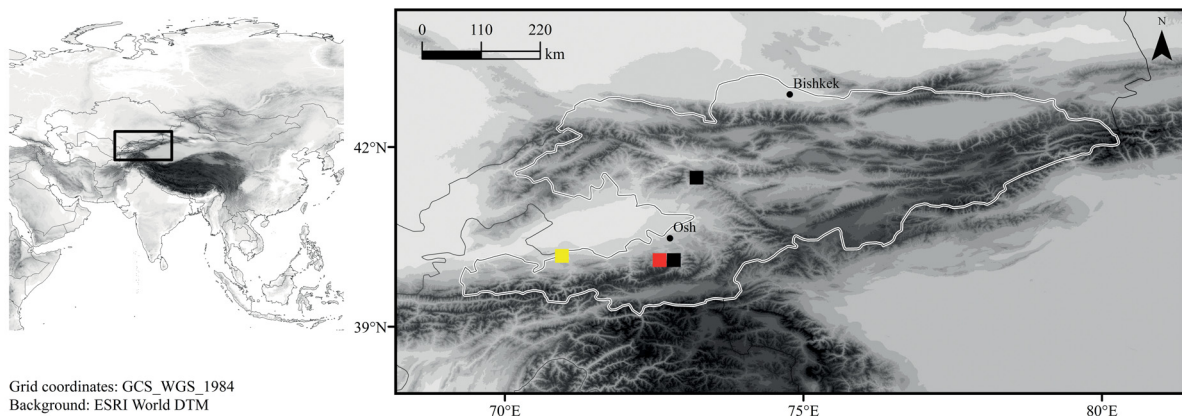 0 110 220
km
N
Bishkek
42°N
Osh
39°N
70°E 75°E 80°E
Grid coordinates: GCS_WGS_1984
Background: ESRI World DTM